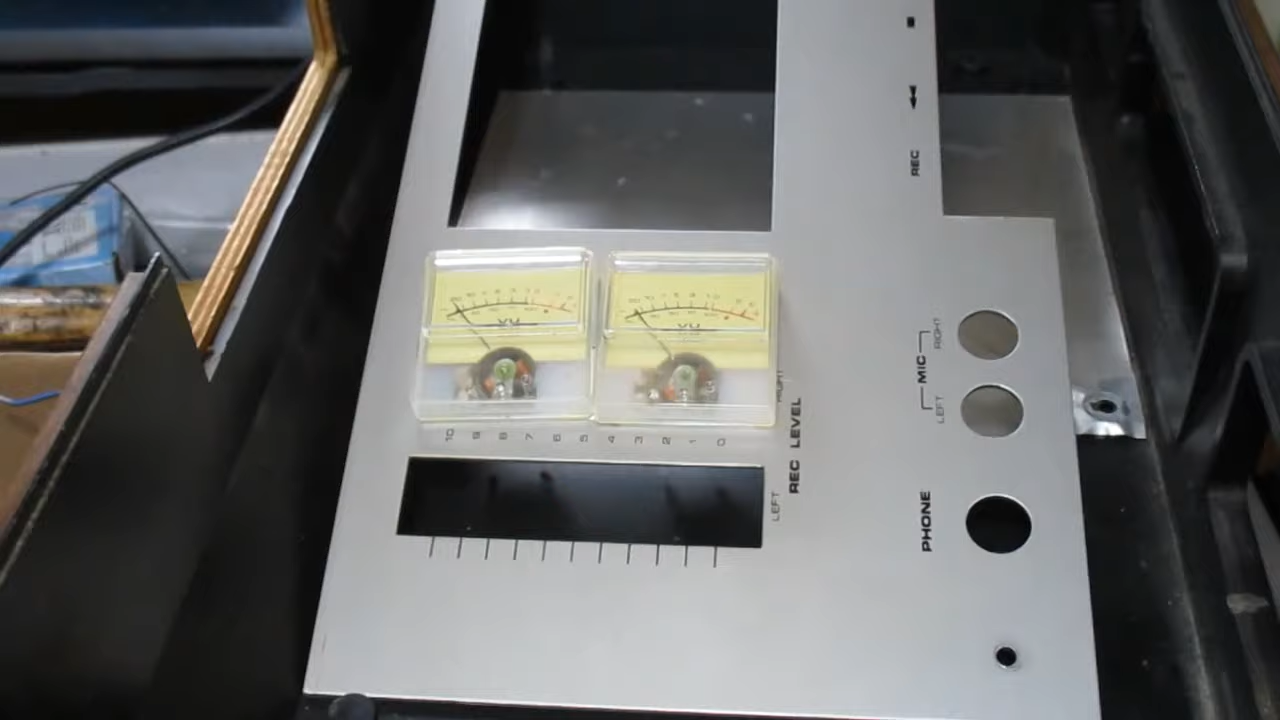 REC
VU
VU
RIGHT
MIC
LEFT
RIGHT
REC LEVEL
LEFT
10 9 8 7 6 5 4 3 2 1 0
PHONE